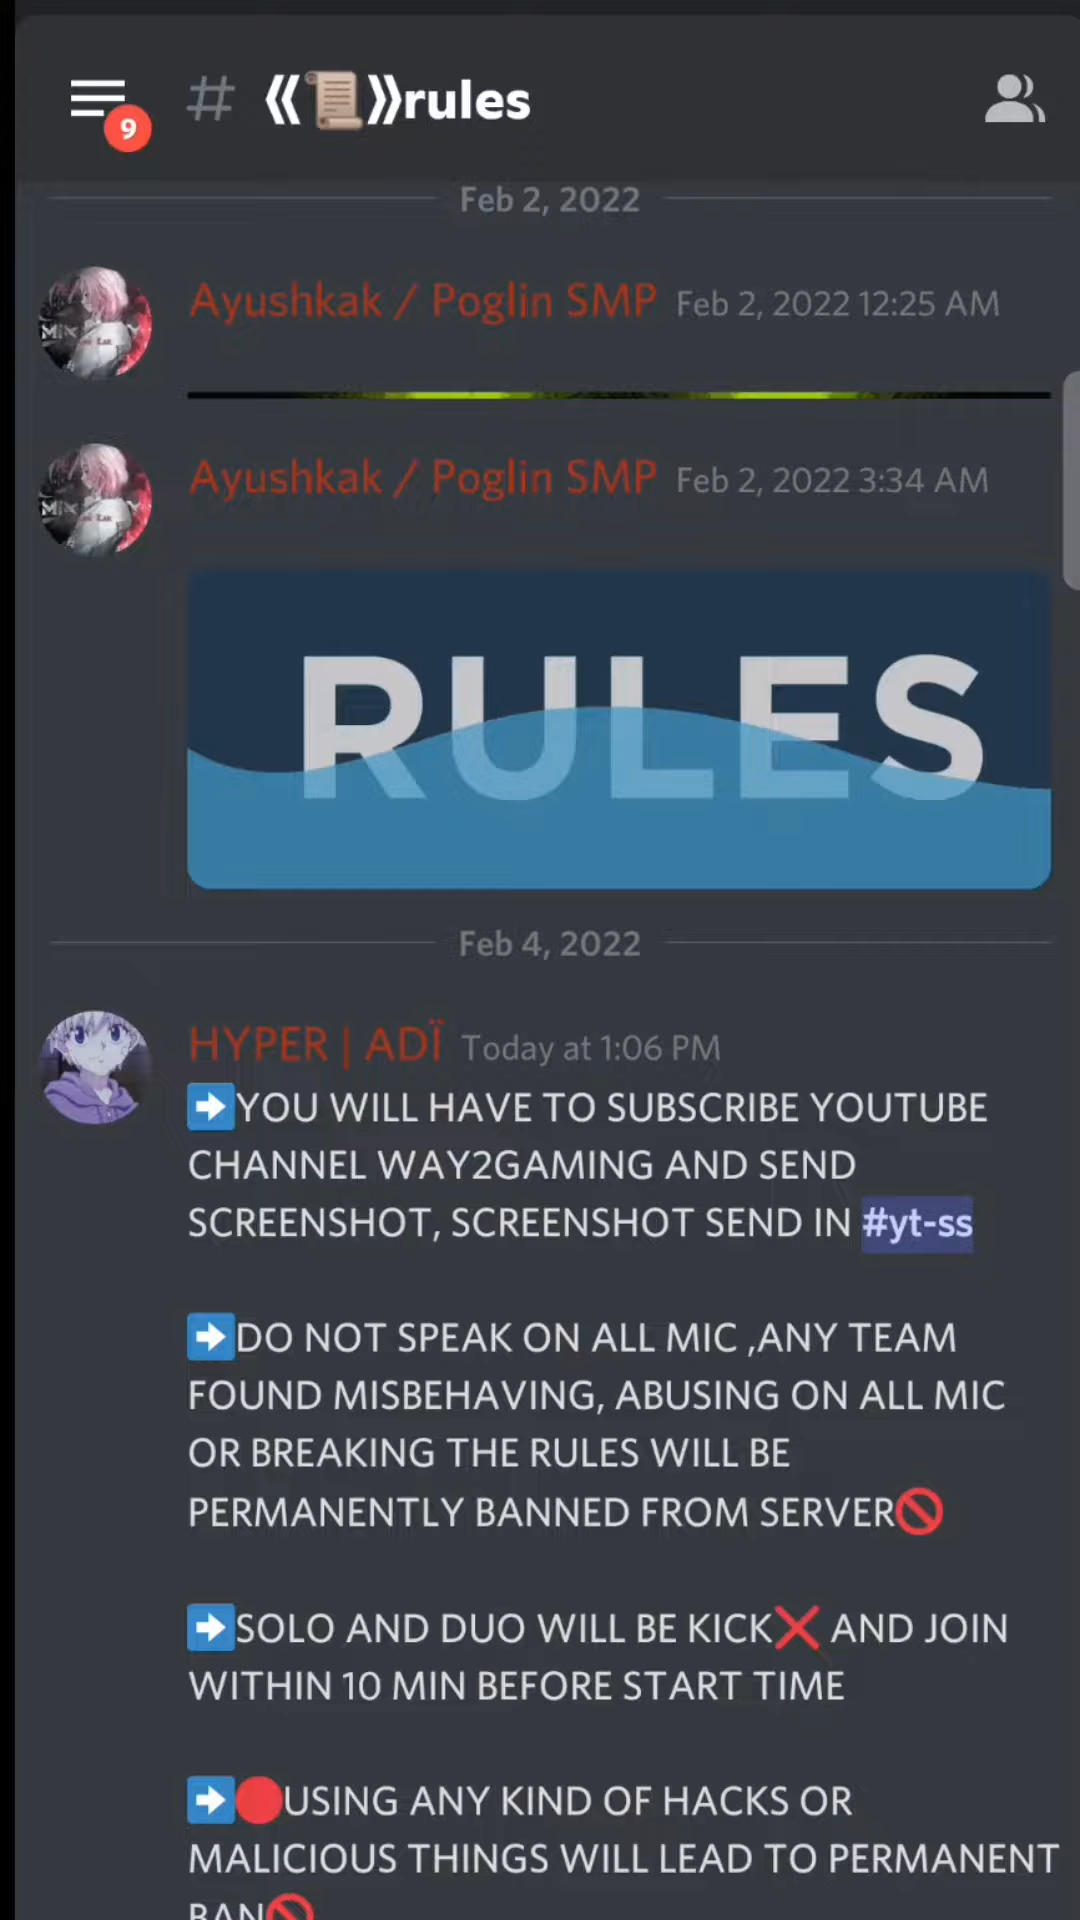 9
# 《📜》rules
Feb 2, 2022
Ayushkak / Poglin SMP Feb 2, 2022 12:25 AM
Ayushkak / Poglin SMP Feb 2, 2022 3:34 AM
RULES
Feb 4, 2022
HYPER | ADÏ Today at 1:06 PM
➡️YOU WILL HAVE TO SUBSCRIBE YOUTUBE
CHANNEL WAY2GAMING AND SEND
SCREENSHOT, SCREENSHOT SEND IN #yt-ss
➡️DO NOT SPEAK ON ALL MIC ,ANY TEAM
FOUND MISBEHAVING, ABUSING ON ALL MIC
OR BREAKING THE RULES WILL BE
PERMANENTLY BANNED FROM SERVER🚫
➡️SOLO AND DUO WILL BE KICK❌ AND JOIN
WITHIN 10 MIN BEFORE START TIME
➡️🔴USING ANY KIND OF HACKS OR
MALICIOUS THINGS WILL LEAD TO PERMANENT
BAN🚫